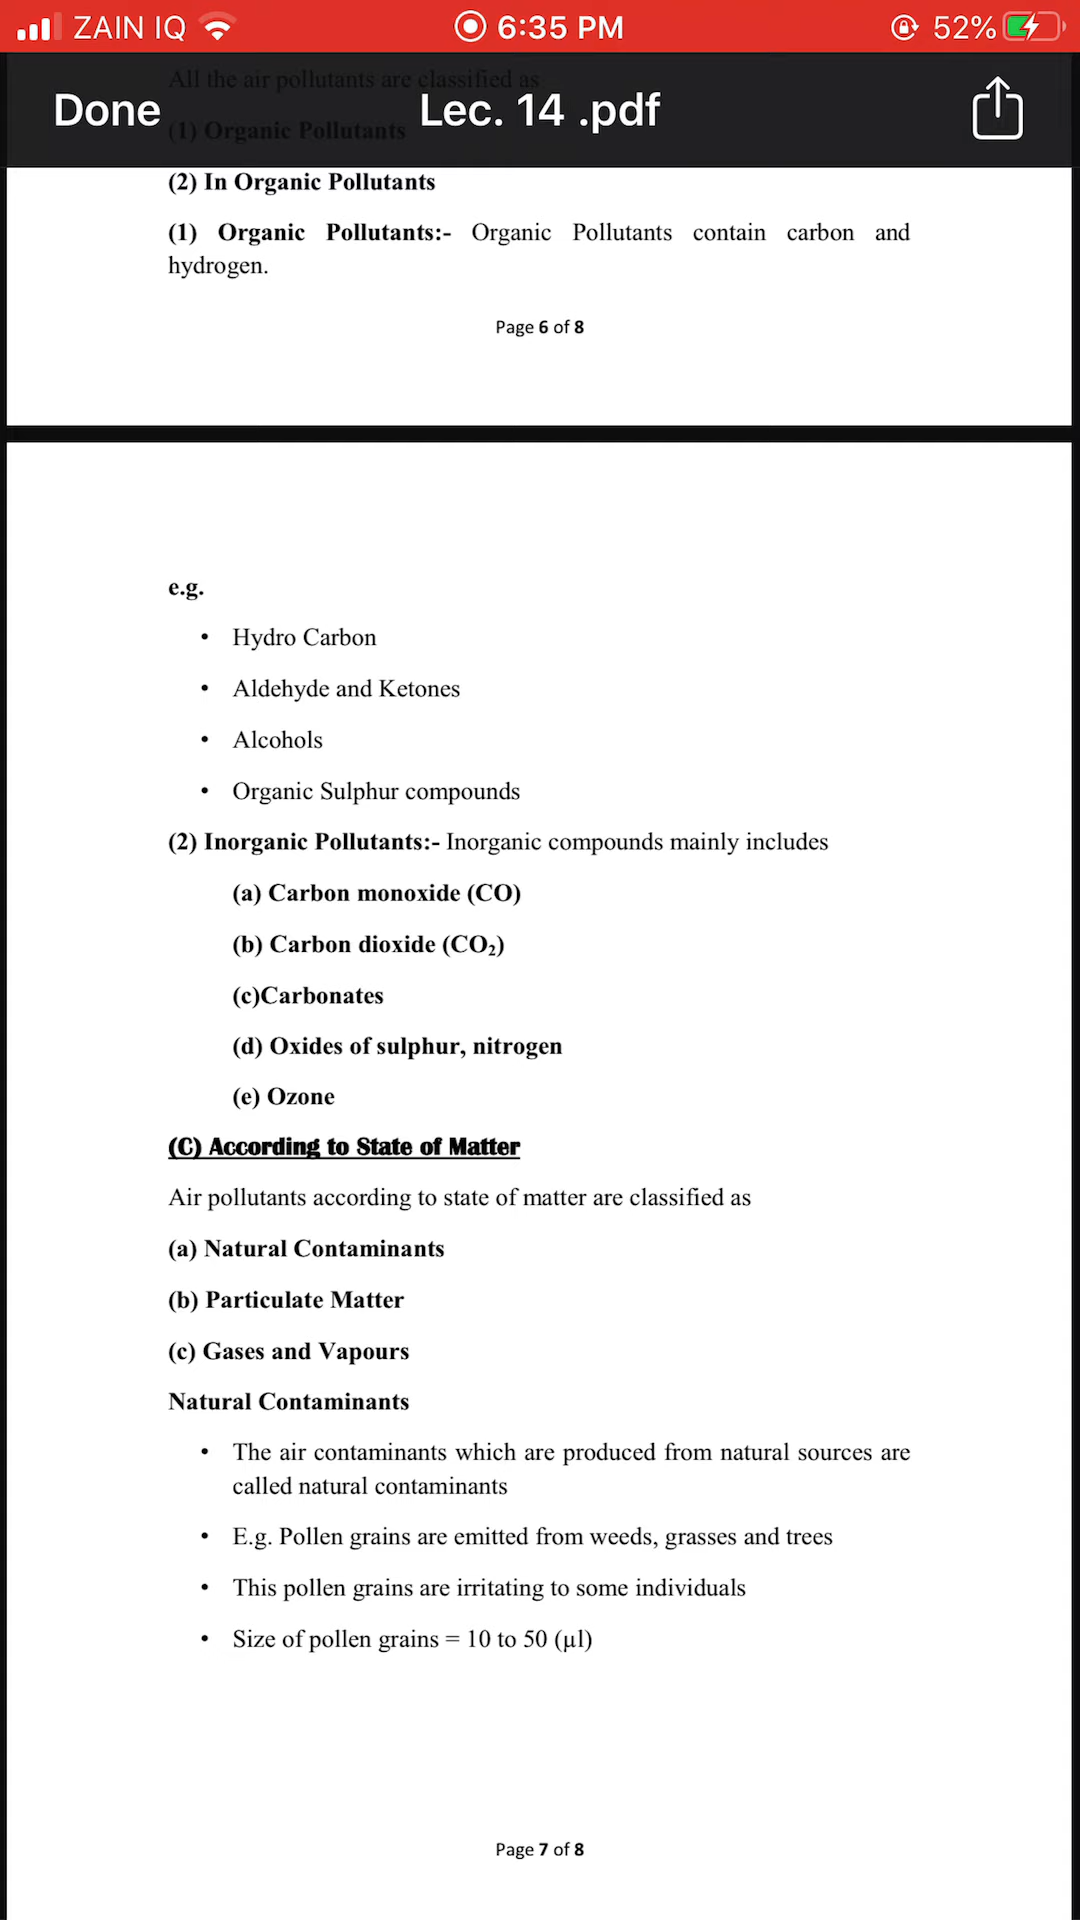 ZAIN IQ 6:35 PM 52%
All the air pollutants are classified as
Done Lec. 14 .pdf
(1) Organic Pollutants
(2) In Organic Pollutants
(1) Organic Pollutants:- Organic Pollutants contain carbon and
hydrogen.
Page 6 of 8
e.g.
• Hydro Carbon
• Aldehyde and Ketones
• Alcohols
• Organic Sulphur compounds
(2) Inorganic Pollutants:- Inorganic compounds mainly includes
(a) Carbon monoxide (CO)
(b) Carbon dioxide (CO₂)
(c)Carbonates
(d) Oxides of sulphur, nitrogen
(e) Ozone
(C) According to State of Matter
Air pollutants according to state of matter are classified as
(a) Natural Contaminants
(b) Particulate Matter
(c) Gases and Vapours
Natural Contaminants
• The air contaminants which are produced from natural sources are
called natural contaminants
• E.g. Pollen grains are emitted from weeds, grasses and trees
• This pollen grains are irritating to some individuals
• Size of pollen grains = 10 to 50 (µl)
Page 7 of 8